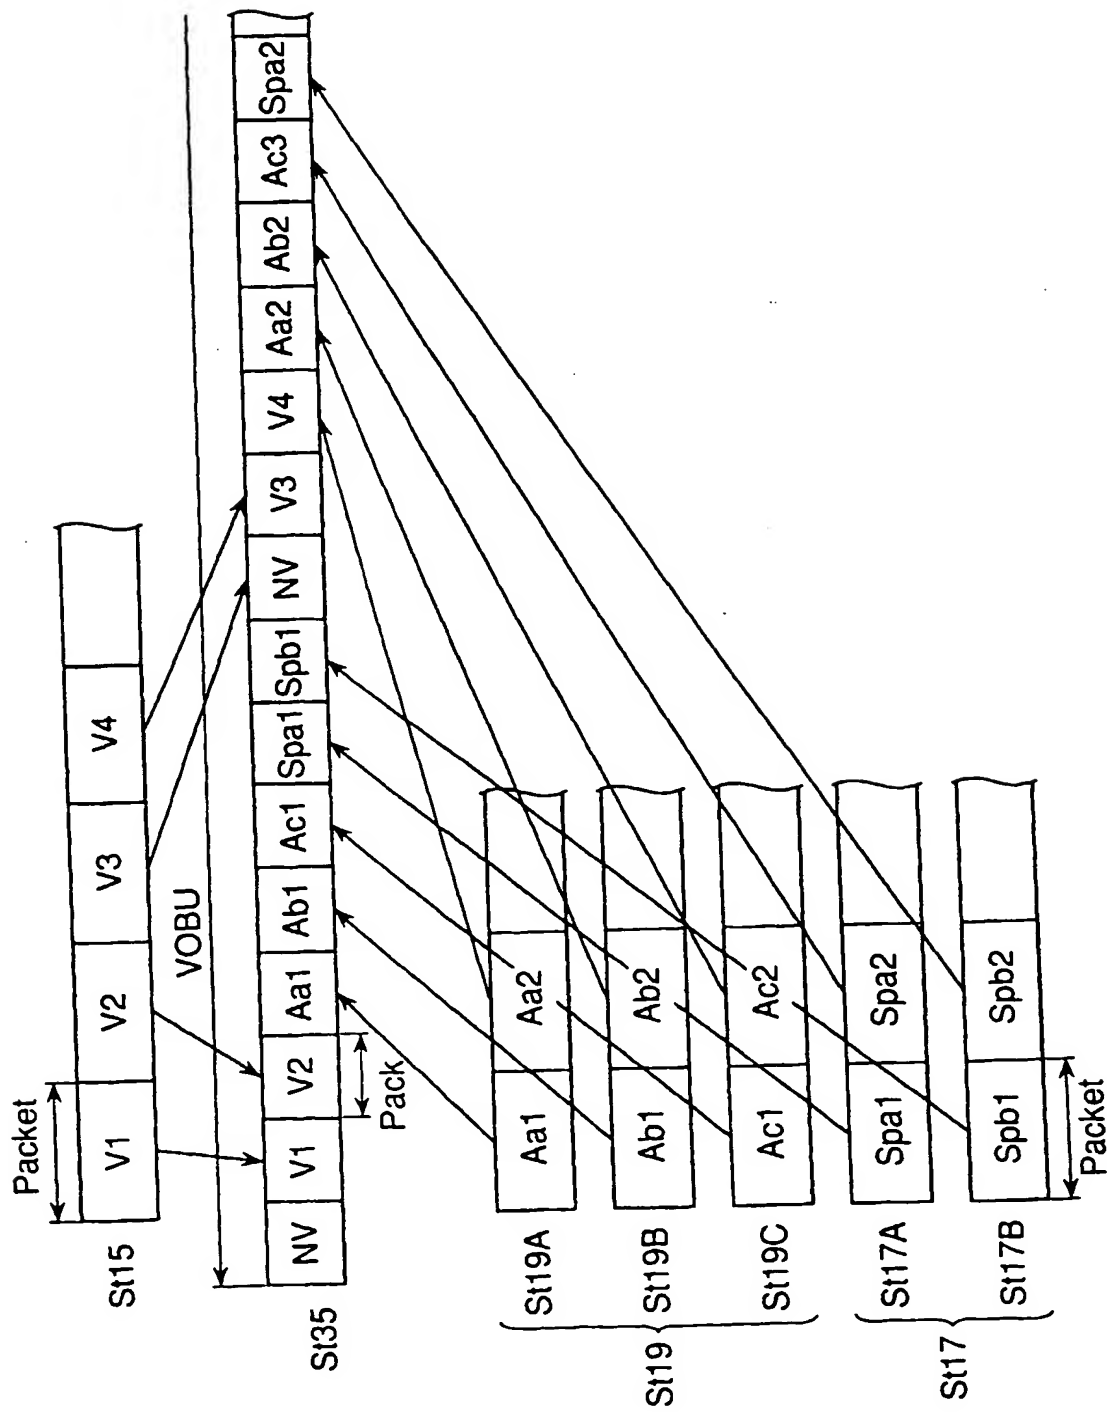 Packet
St15 V1 V2 V3 V4
VOBU
St35 NV V1 V2 Aa1 Ab1 Ac1 Spa1 Spb1 NV V3 V4 Aa2 Ab2 Ac3 Spa2
Pack
St19
St19A Aa1 Aa2
St19B Ab1 Ab2
St19C Ac1 Ac2
St17
St17A Spa1 Spa2
St17B Spb1 Spb2
Packet